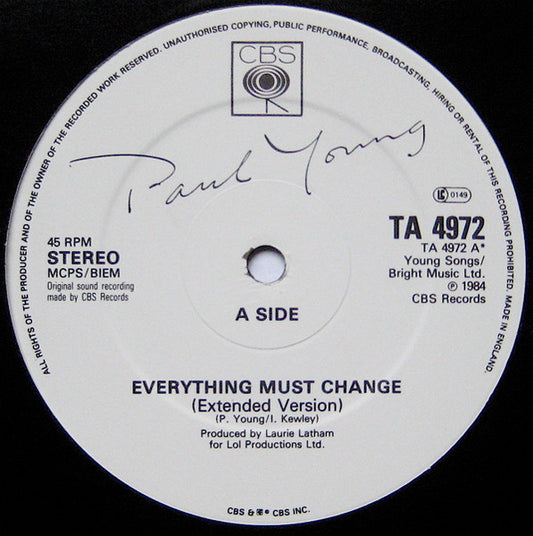 ALL RIGHTS OF THE PRODUCER AND OF THE OWNER OF THE RECORDED WORK RESERVED. UNAUTHORISED COPYING, PUBLIC PERFORMANCE, BROADCASTING, HIRING OR RENTAL OF THIS RECORDING PROHIBITED. MADE IN ENGLAND.
CBS
Paul Young
LC 0149
TA 4972
TA 4972 A*
Young Songs/
Bright Music Ltd.
℗ 1984
CBS Records
45 RPM
STEREO
MCPS/BIEM
Original sound recording
made by CBS Records
A SIDE
EVERYTHING MUST CHANGE
(Extended Version)
(P. Young/I. Kewley)
Produced by Laurie Latham
for Lol Productions Ltd.
CBS & ® CBS INC.